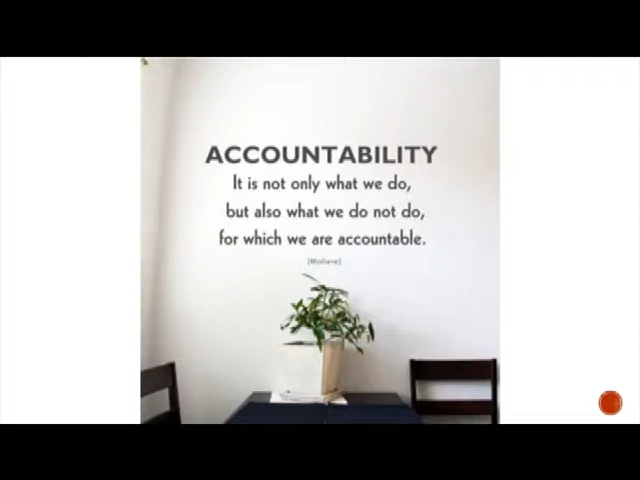 ACCOUNTABILITY
It is not only what we do,
but also what we do not do,
for which we are accountable.
[Moliere]